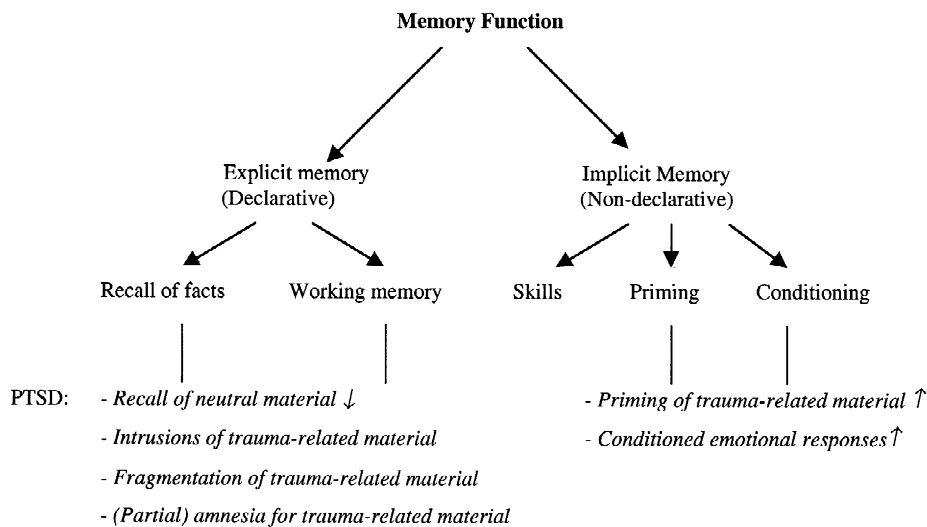 Memory Function
Explicit memory
(Declarative)
Implicit Memory
(Non-declarative)
Recall of facts
Working memory
Skills
Priming
Conditioning
PTSD:
- Recall of neutral material ↓
- Intrusions of trauma-related material
- Fragmentation of trauma-related material
- (Partial) amnesia for trauma-related material
- Priming of trauma-related material ↑
- Conditioned emotional responses ↑